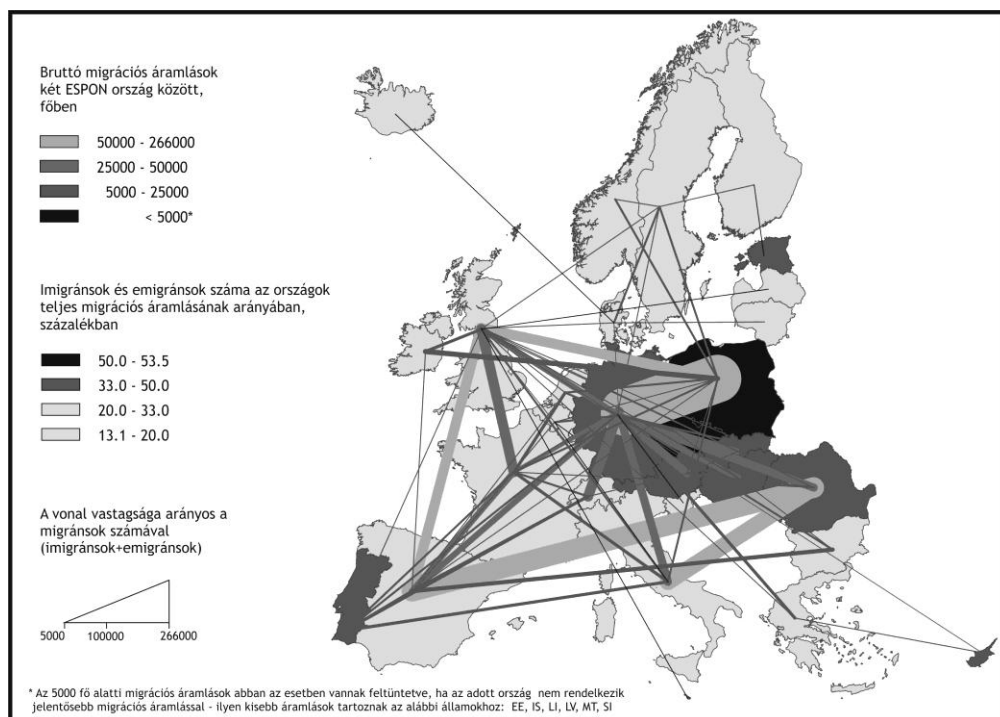 Bruttó migrációs áramlások
két ESPON ország között,
főben
50000 - 266000
25000 - 50000
5000 - 25000
< 5000*
Imigránsok és emigránsok száma az országok
teljes migrációs áramlásának arányában,
százalékban
50.0 - 53.5
33.0 - 50.0
20.0 - 33.0
13.1 - 20.0
A vonal vastagsága arányos a
migránsok számával
(imigránsok+emigránsok)
5000 100000 266000
* Az 5000 fő alatti migrációs áramlások abban az esetben vannak feltüntetve, ha az adott ország nem rendelkezik
jelentősebb migrációs áramlással - ilyen kisebb áramlások tartoznak az alábbi államokhoz: EE, IS, LI, LV, MT, SI